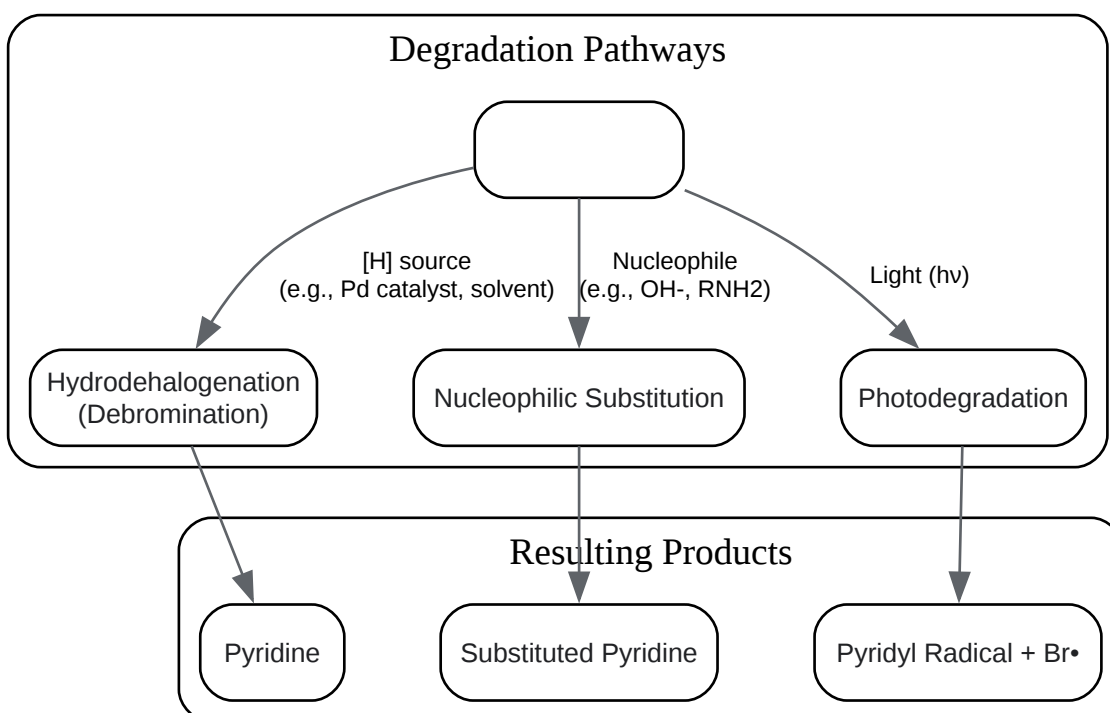 Degradation Pathways
[H] source
(e.g., Pd catalyst, solvent)
Nucleophile
(e.g., OH-, RNH2)
Light (hν)
Hydrodehalogenation
(Debromination)
Nucleophilic Substitution
Photodegradation
Resulting Products
Pyridine
Substituted Pyridine
Pyridyl Radical + Br•